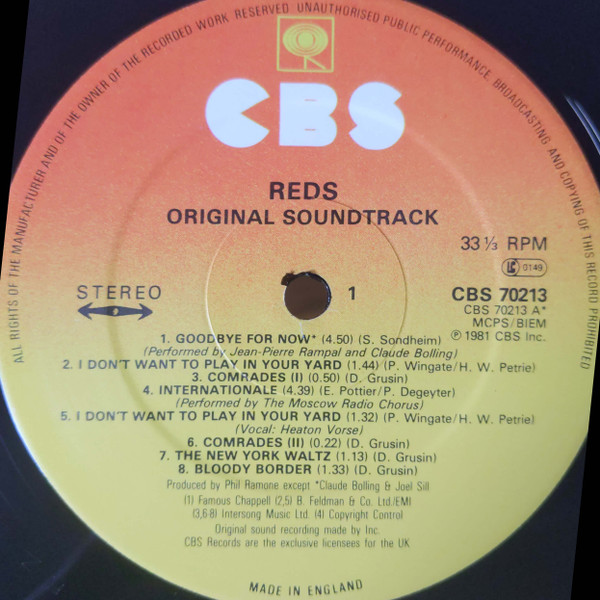 ALL RIGHTS OF THE MANUFACTURER AND OF THE OWNER OF THE RECORDED WORK RESERVED UNAUTHORISED PUBLIC PERFORMANCE BROADCASTING AND COPYING OF THIS RECORD PROHIBITED
CBS
REDS
ORIGINAL SOUNDTRACK
33⅓ RPM
LC 0149
STEREO
1
CBS 70213
CBS 70213 A*
MCPS/BIEM
℗ 1981 CBS Inc.
1. GOODBYE FOR NOW* (4.50) (S. Sondheim)
(Performed by Jean-Pierre Rampal and Claude Bolling)
2. I DON'T WANT TO PLAY IN YOUR YARD (1.44) (P. Wingate/H. W. Petrie)
3. COMRADES (I) (0.50) (D. Grusin)
4. INTERNATIONALE (4.39) (E. Pottier/P. Degeyter)
(Performed by The Moscow Radio Chorus)
5. I DON'T WANT TO PLAY IN YOUR YARD (1.32) (P. Wingate/H. W. Petrie)
(Vocal: Heaton Vorse)
6. COMRADES (II) (0.22) (D. Grusin)
7. THE NEW YORK WALTZ (1.13) (D. Grusin)
8. BLOODY BORDER (1.33) (D. Grusin)
Produced by Phil Ramone except *Claude Bolling & Joel Sill
(1) Famous Chappell (2,5) B. Feldman & Co. Ltd/EMI
(3,6-8) Intersong Music Ltd. (4) Copyright Control
Original sound recording made by Inc.
CBS Records are the exclusive licensees for the UK
MADE IN ENGLAND